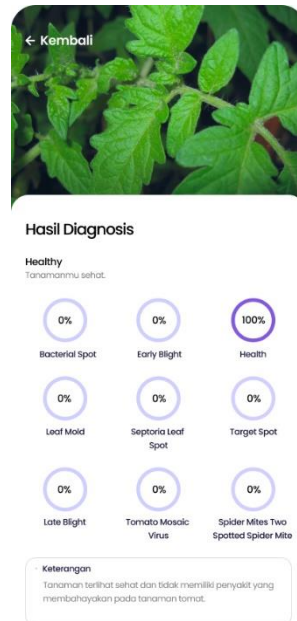 ← Kembali
Hasil Diagnosis
Healthy
Tanamanmu sehat.
0%
0%
100%
Bacterial Spot
Early Blight
Health
0%
0%
0%
Leaf Mold
Septoria Leaf
Spot
Target Spot
0%
0%
0%
Late Blight
Tomato Mosaic
Virus
Spider Mites Two
Spotted Spider Mite
Keterangan
Tanaman terlihat sehat dan tidak memiliki penyakit yang
membahayakan pada tanaman tomat.